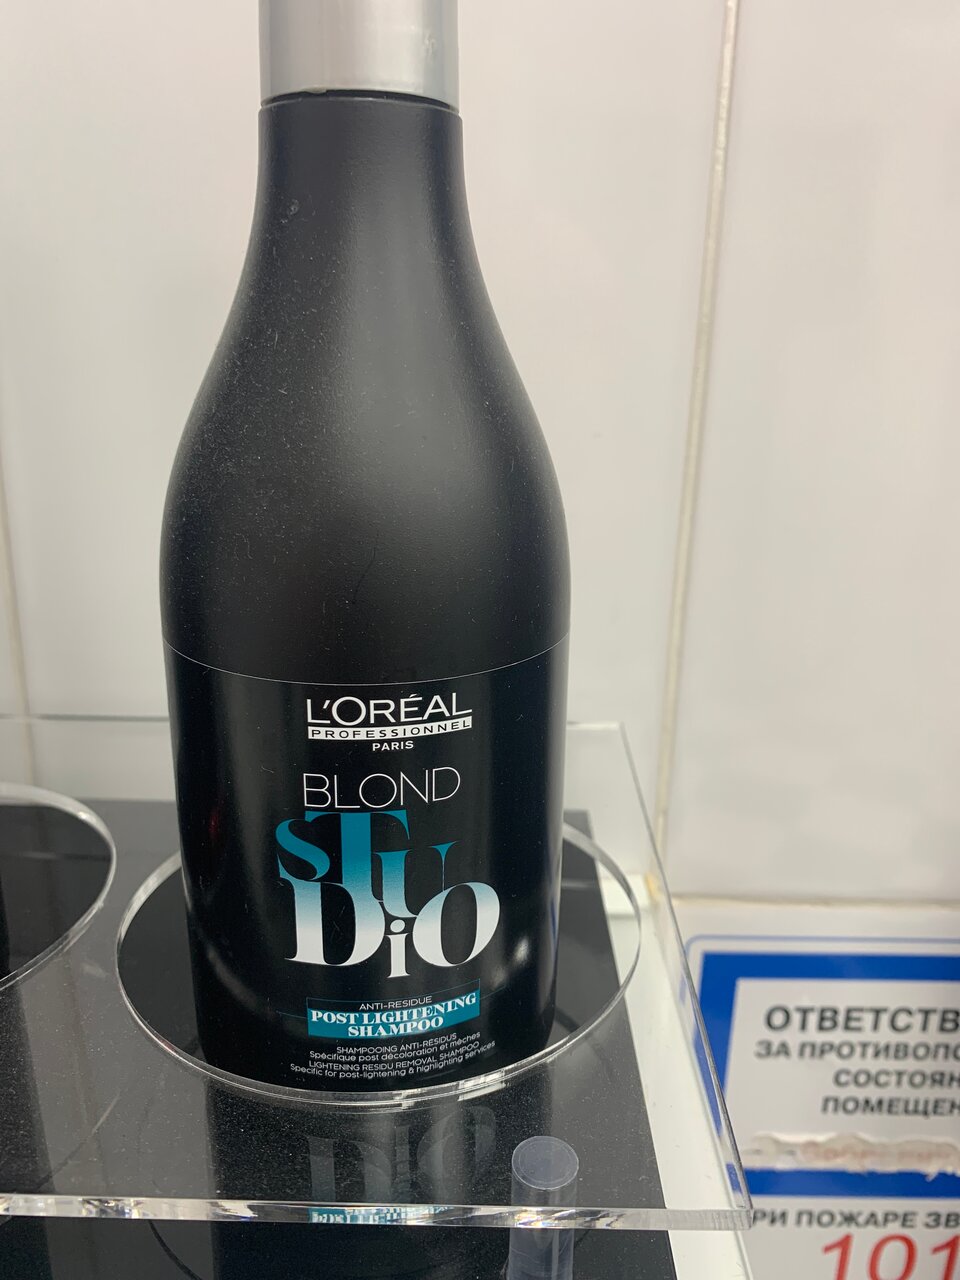 L'ORÉAL
PROFESSIONNEL
PARIS
BLOND
STUDIO
ANTI-RESIDUE
POST LIGHTENING
SHAMPOO
SHAMPOOING ANTI-RÉSIDUS
Spécifique post décoloration et mèches
LIGHTENING RESIDU REMOVAL SHAMPOO
Specific for post-lightening & highlighting services
ОТВЕТСТВ
ЗА ПРОТИВОПО
СОСТОЯН
ПОМЕЩЕН
РИ ПОЖАРЕ ЗВ
101